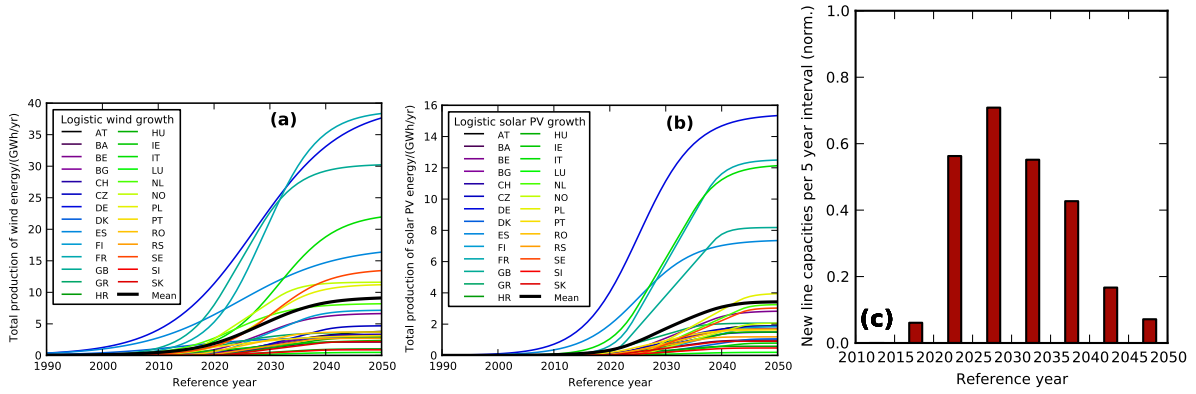 Total production of wind energy/(GWh/yr)
40
35
30
25
20
15
10
5
0
Logistic wind growth
AT HU
BA IE
BE IT
BG LU
CH NL
CZ NO
DE PL
DK PT
ES RO
FI RS
FR SE
GB SI
GR SK
HR Mean
(a)
1990 2000 2010 2020 2030 2040 2050
Reference year
Total production of solar PV energy/(GWh/yr)
16
14
12
10
8
6
4
2
0
Logistic solar PV growth
AT HU
BA IE
BE IT
BG LU
CH NL
CZ NO
DE PL
DK PT
ES RO
FI RS
FR SE
GB SI
GR SK
HR Mean
(b)
1990 2000 2010 2020 2030 2040 2050
Reference year
New line capacities per 5 year interval (norm.)
1.0
0.8
0.6
0.4
0.2
0.0
(c)
2010 2015 2020 2025 2030 2035 2040 2045 2050
Reference year